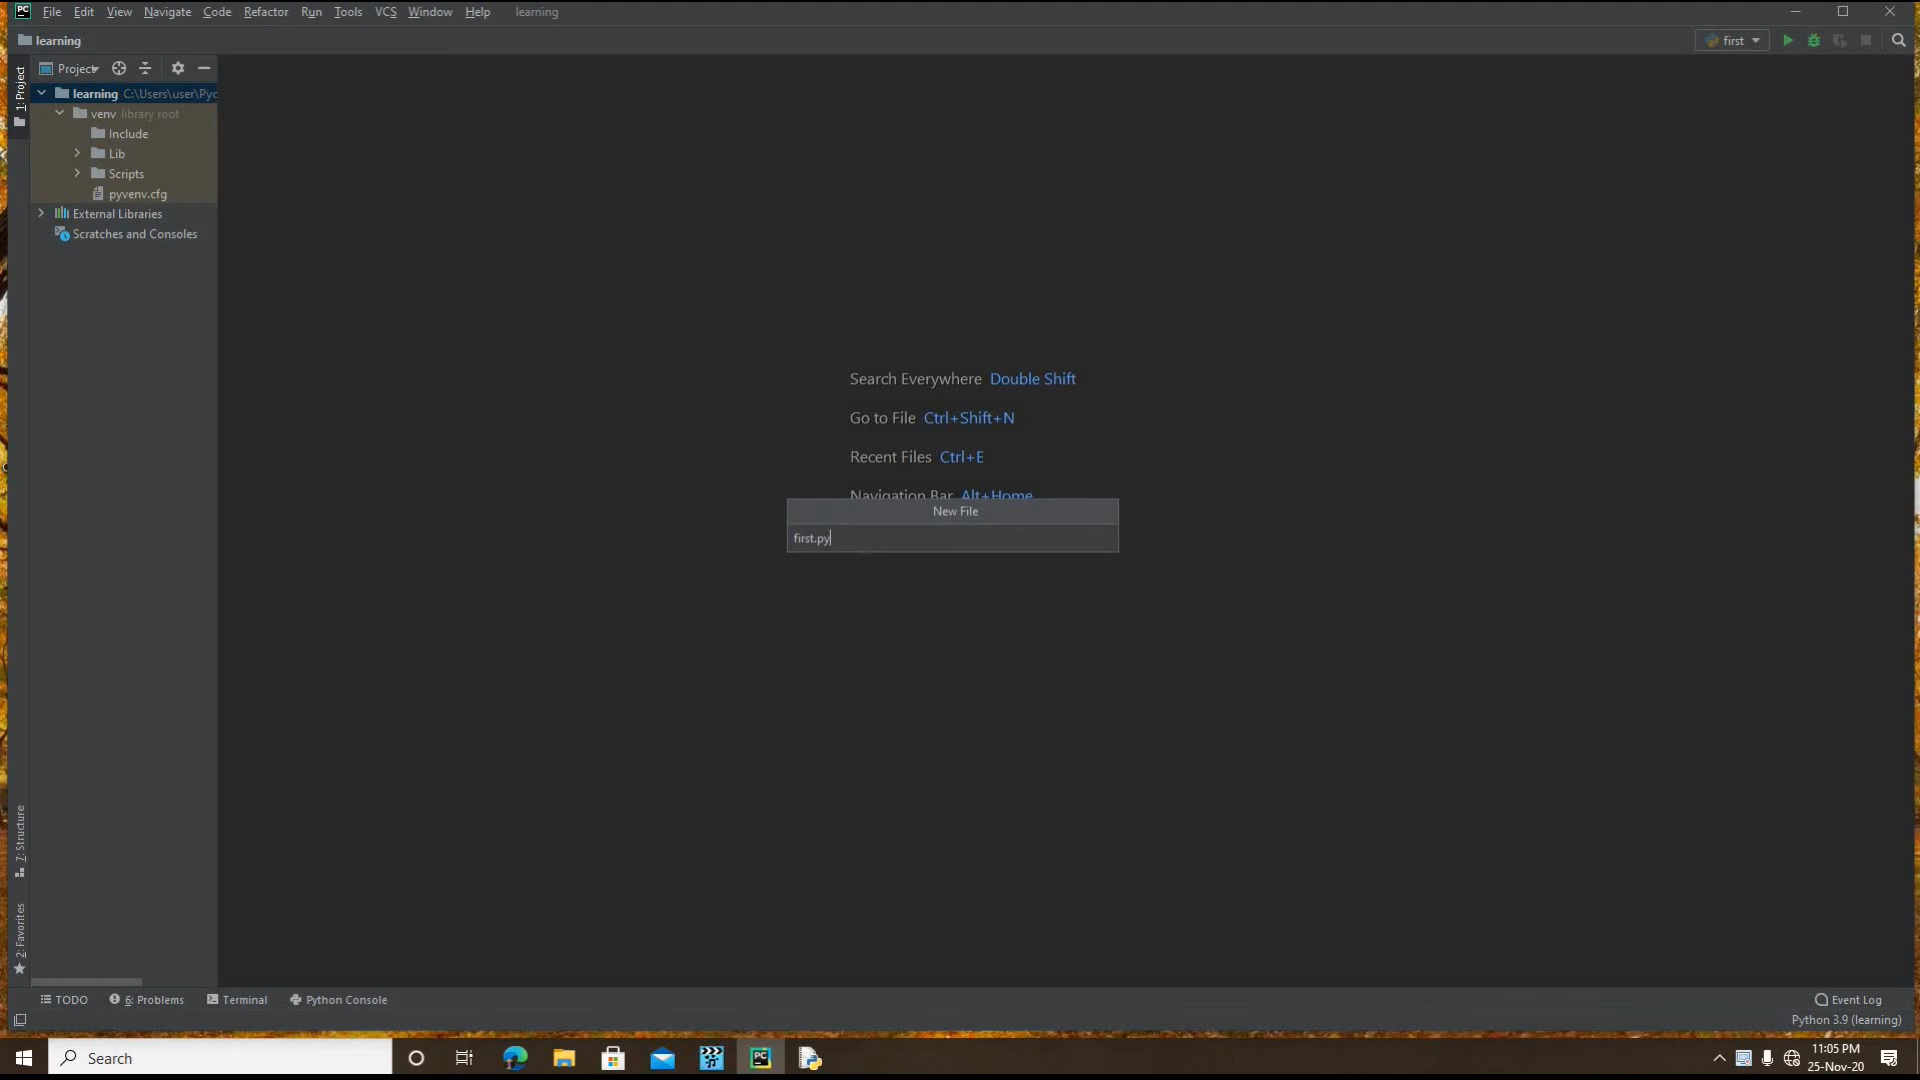 PC File Edit View Navigate Code Refactor Run Tools VCS Window Help learning
learning first
1: Project
Project
learning C:\Users\user\Pyc
venv library root
Include
Lib
Scripts
pyvenv.cfg
External Libraries
Scratches and Consoles
Search Everywhere Double Shift
Go to File Ctrl+Shift+N
Recent Files Ctrl+E
Navigation Bar Alt+Home
New File
first.py
7: Structure
2: Favorites
TODO 6: Problems Terminal Python Console Event Log
Python 3.9 (learning)
Search PC 11:05 PM
25-Nov-20